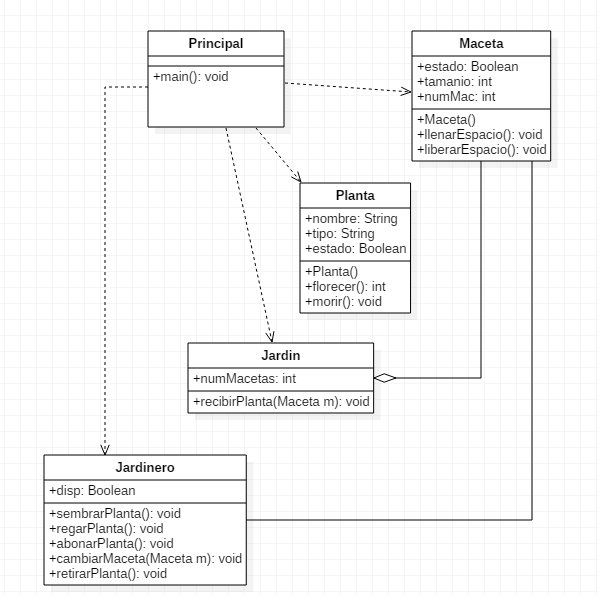 Principal
+main(): void
Maceta
+estado: Boolean
+tamanio: int
+numMac: int
+Maceta()
+llenarEspacio(): void
+liberarEspacio(): void
Planta
+nombre: String
+tipo: String
+estado: Boolean
+Planta()
+florecer(): int
+morir(): void
Jardin
+numMacetas: int
+recibirPlanta(Maceta m): void
Jardinero
+disp: Boolean
+sembrarPlanta(): void
+regarPlanta(): void
+abonarPlanta(): void
+cambiarMaceta(Maceta m): void
+retirarPlanta(): void